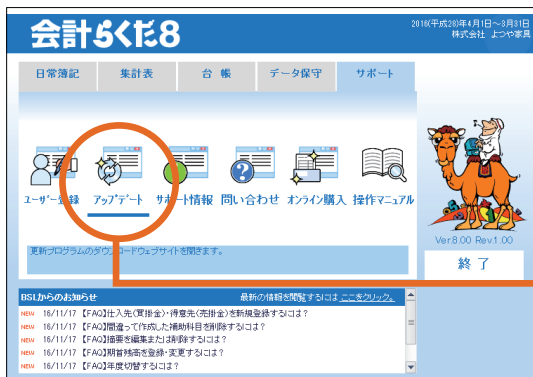 会計らくだ8
2016(平成28)年4月1日～3月31日
株式会社 よつや家具
日常簿記 集計表 台 帳 データ保守 サポート
ユーザー登録 アップデート サポート情報 問い合わせ オンライン購入 操作マニュアル
更新プログラムのダウンロードウェブサイトを開きます。
Ver.8.00 Rev.1.00
終 了
BSLからのお知らせ 最新の情報を閲覧するには ここをクリック。
NEW 16/11/17 【FAQ】仕入先(買掛金)・得意先(売掛金)を新規登録するには？
NEW 16/11/17 【FAQ】間違って作成した補助科目を削除するには？
NEW 16/11/17 【FAQ】摘要を編集または削除するには？
NEW 16/11/17 【FAQ】期首残高を登録・変更するには？
NEW 16/11/17 【FAQ】年度切替するには？